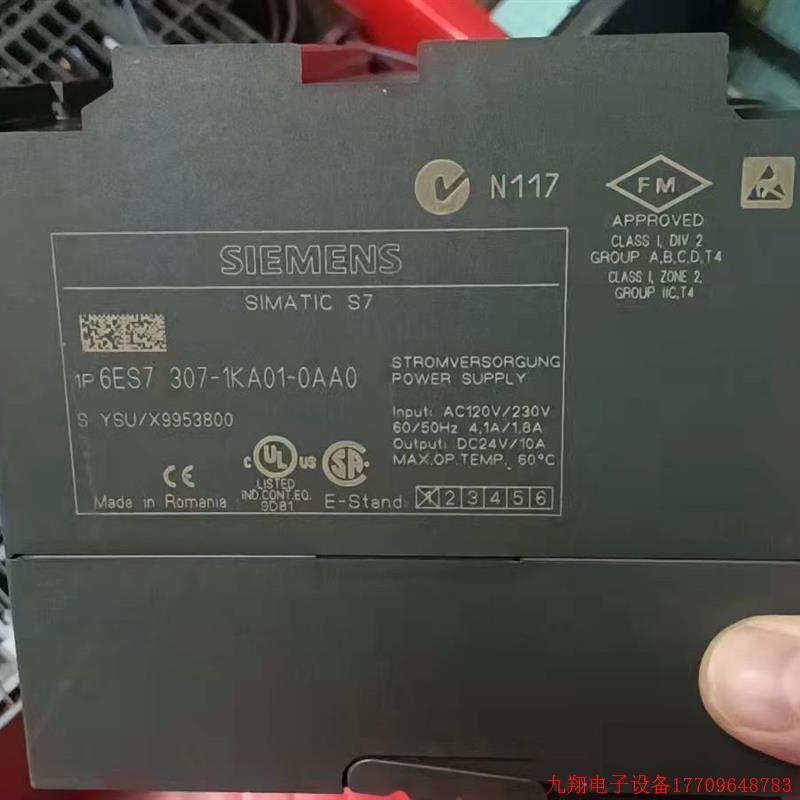 N117
FM
APPROVED
CLASS I, DIV 2
GROUP A,B,C,D,T4
CLASS I, ZONE 2,
GROUP IIC,T4
SIEMENS
SIMATIC S7
1P 6ES7 307-1KA01-0AA0
S YSU/X9953800
STROMVERSORGUNG
POWER SUPPLY
Input: AC120V/230V
60/50Hz 4,1A/1,8A
Output: DC24V/10A
MAX.OP.TEMP. 60°C
CE
Made in Romania
C UL US
LISTED
IND.CONT.EQ.
9D81
SA
E-Stand: X 2 3 4 5 6
九翔电子设备17709648783